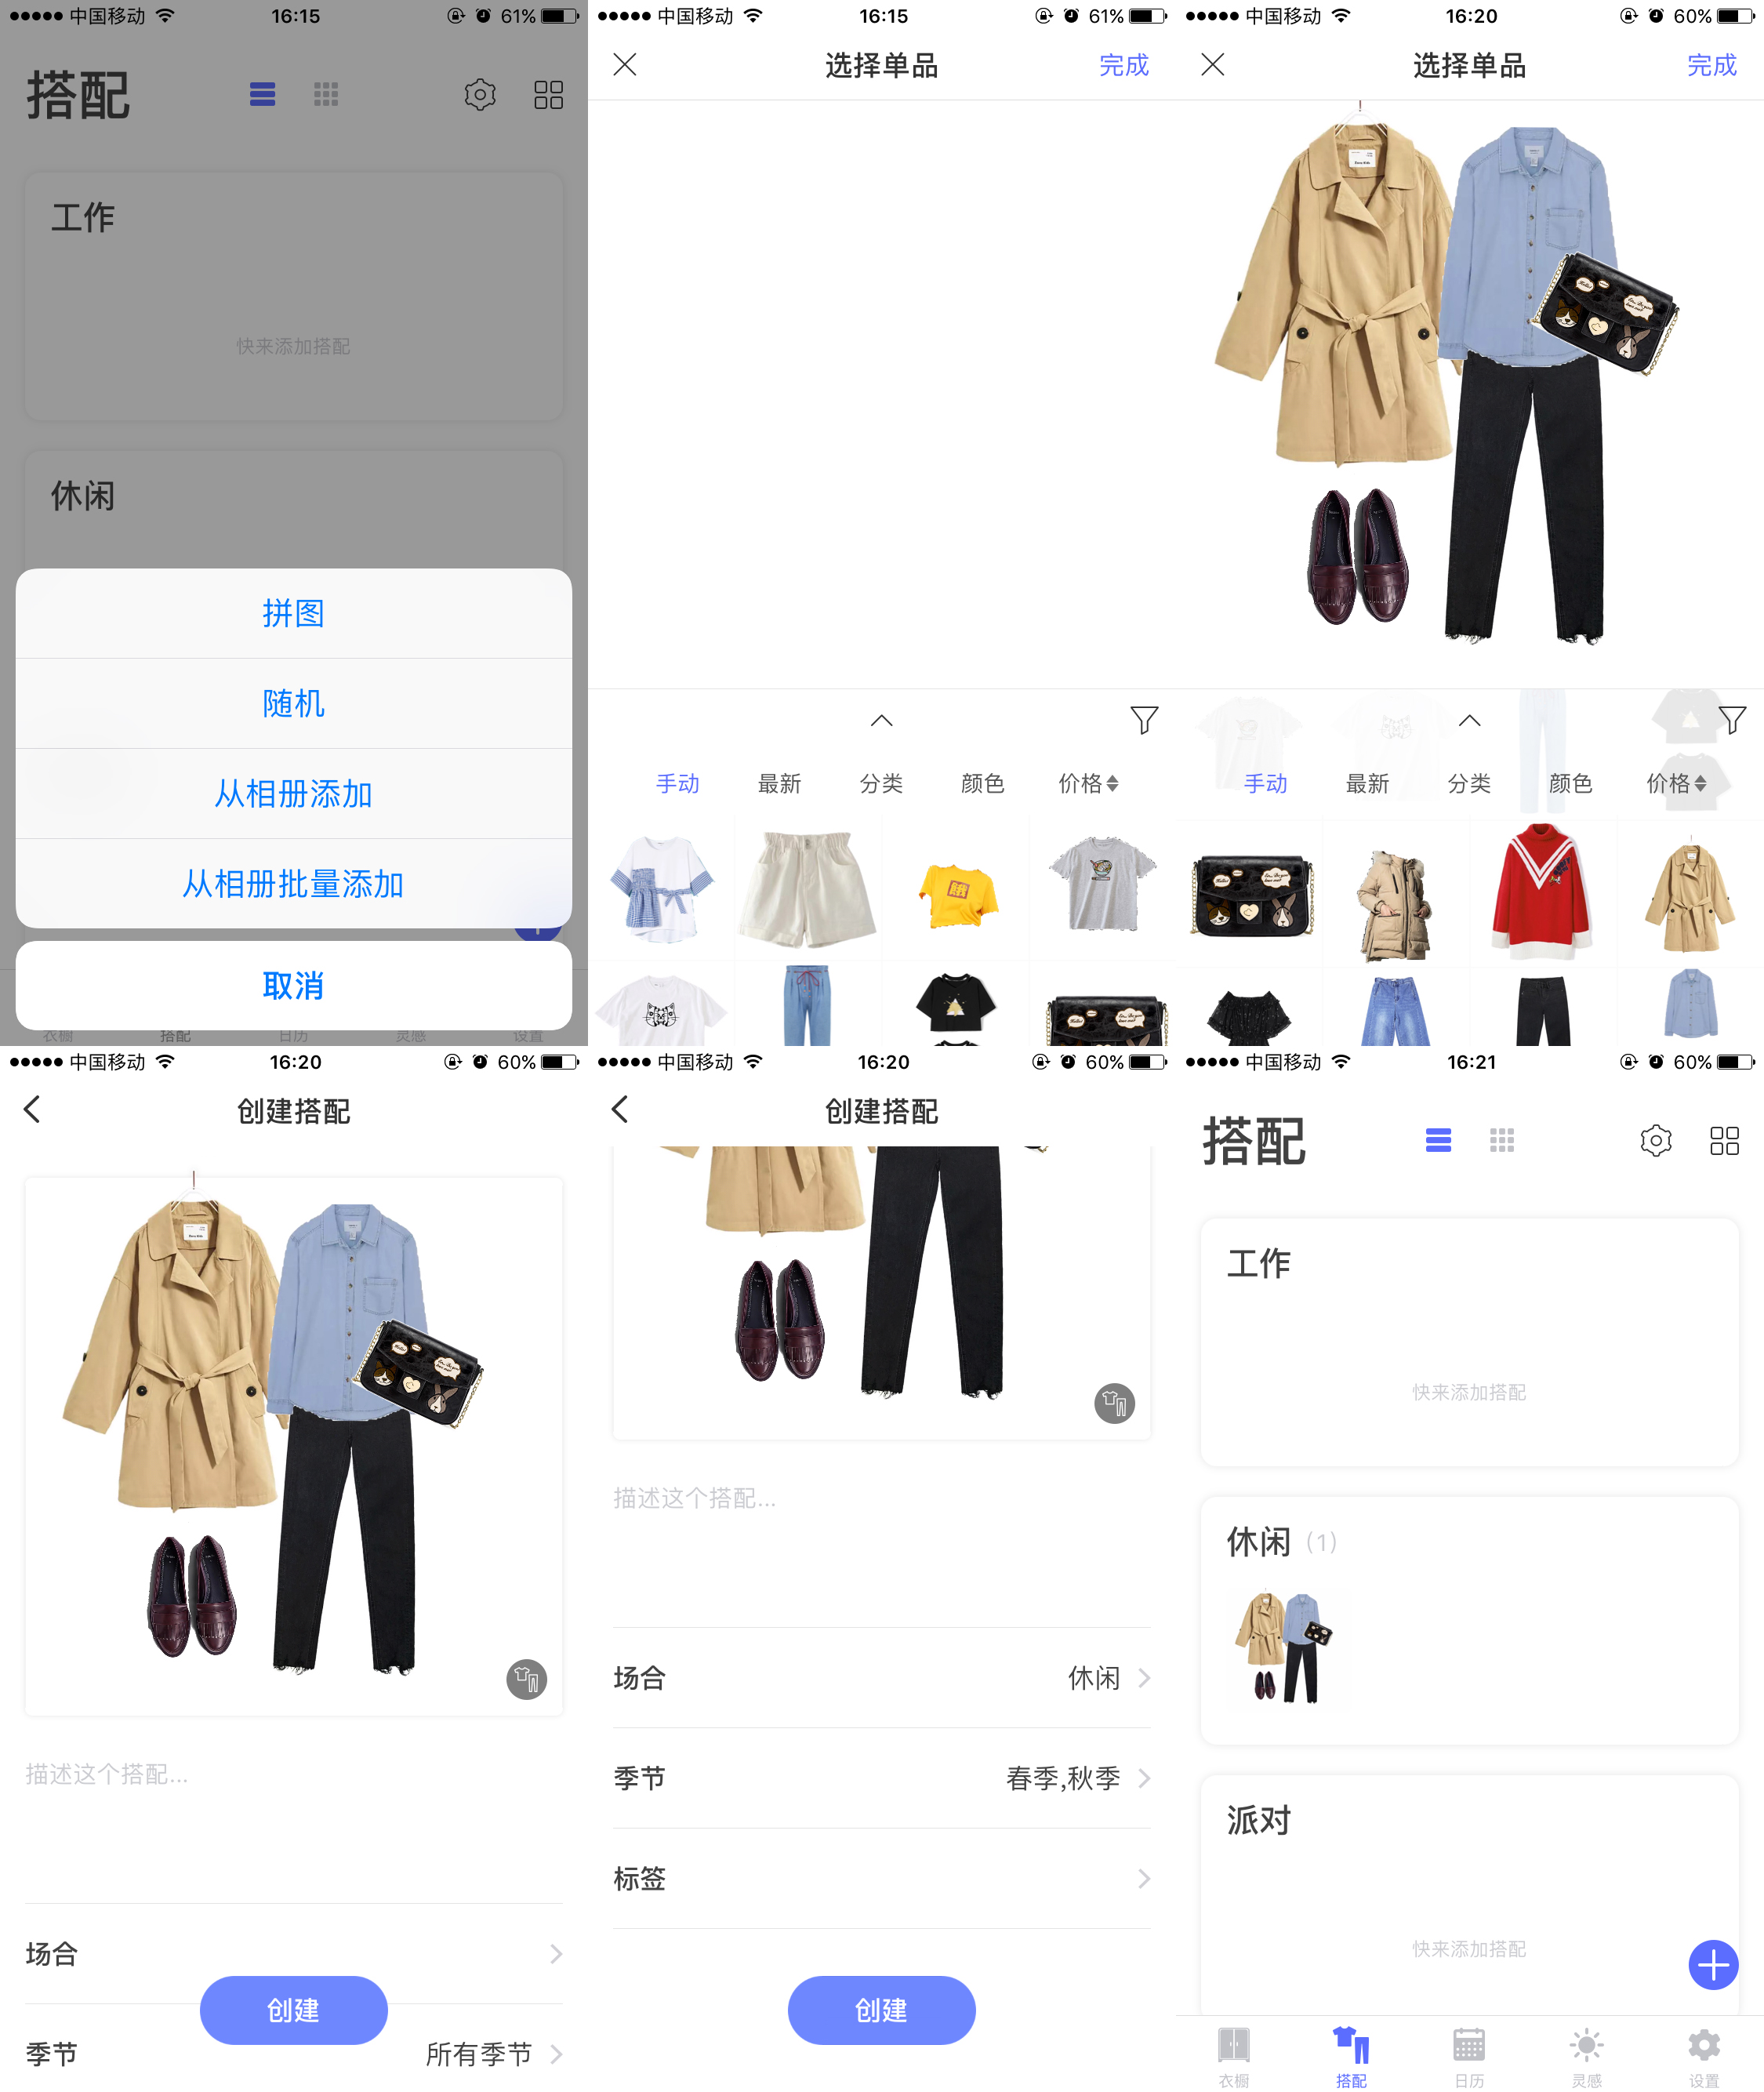 中国移动 16:15 61%
搭配
工作
快来添加搭配
休闲
拼图
随机
从相册添加
从相册批量添加
取消
衣橱 搭配 日历 灵感 设置
中国移动 16:15 61%
选择单品 完成
手动 最新 分类 颜色 价格
中国移动 16:20 60%
选择单品 完成
手动 最新 分类 颜色 价格
中国移动 16:20 60%
创建搭配
描述这个搭配...
场合
创建
季节 所有季节
中国移动 16:20 60%
创建搭配
描述这个搭配...
场合 休闲
季节 春季,秋季
标签
创建
中国移动 16:21 60%
搭配
工作
快来添加搭配
休闲 (1)
派对
快来添加搭配
衣橱 搭配 日历 灵感 设置